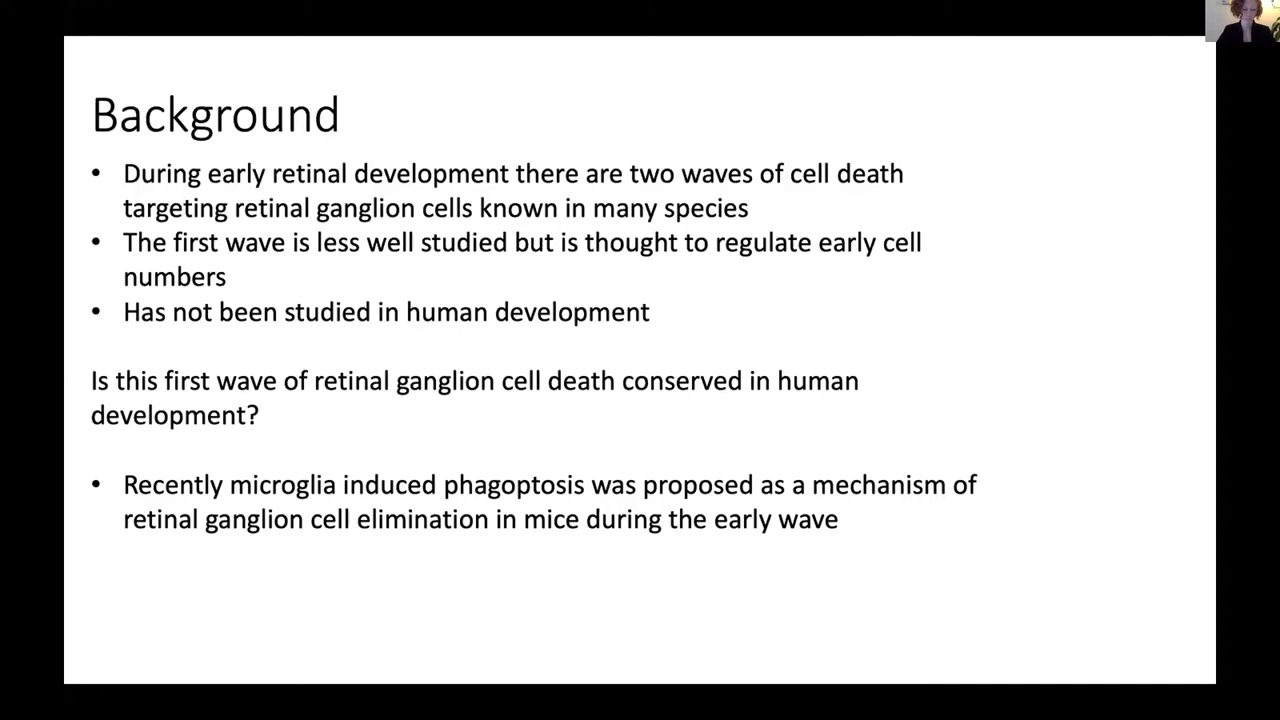 Background
• During early retinal development there are two waves of cell death
targeting retinal ganglion cells known in many species
• The first wave is less well studied but is thought to regulate early cell
numbers
• Has not been studied in human development
Is this first wave of retinal ganglion cell death conserved in human
development?
• Recently microglia induced phagoptosis was proposed as a mechanism of
retinal ganglion cell elimination in mice during the early wave